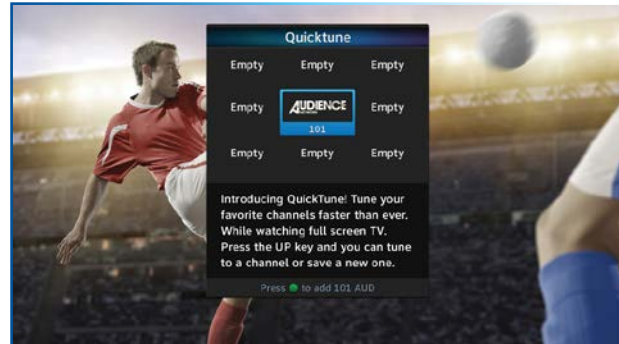 Quicktune
Empty Empty Empty
Empty AUDIENCE Empty
NETWORK
101
Empty Empty Empty
Introducing QuickTune! Tune your
favorite channels faster than ever.
While watching full screen TV.
Press the UP key and you can tune
to a channel or save a new one.
Press to add 101 AUD